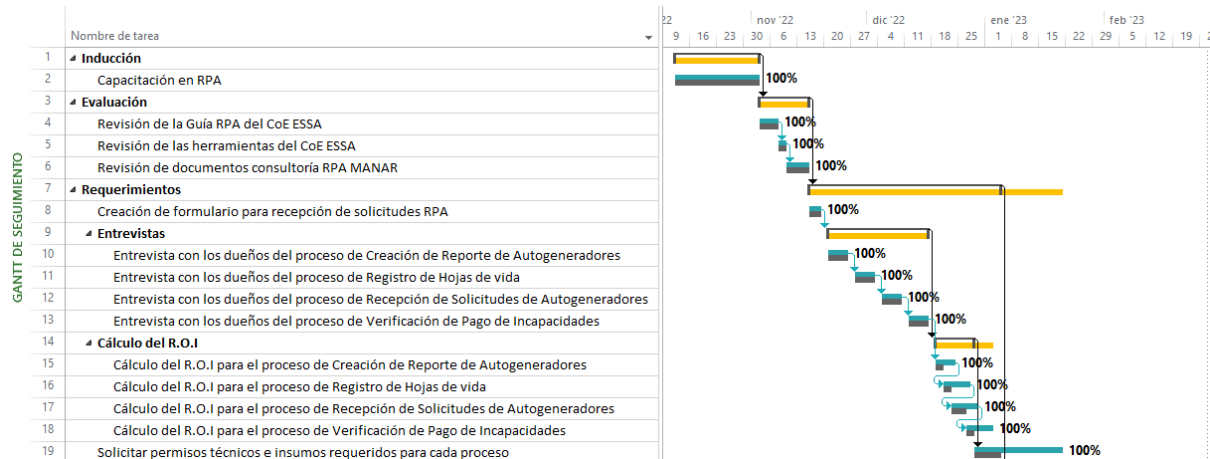 22
nov '22
dic '22
ene '23
feb '23
Nombre de tarea
9 16 23 30 6 13 20 27 4 11 18 25 1 8 15 22 29 5 12 19
GANTT DE SEGUIMIENTO
1 Inducción
2 Capacitación en RPA 100%
3 Evaluación
4 Revisión de la Guía RPA del CoE ESSA 100%
5 Revisión de las herramientas del CoE ESSA 100%
6 Revisión de documentos consultoría RPA MANAR 100%
7 Requerimientos
8 Creación de formulario para recepción de solicitudes RPA 100%
9 Entrevistas
10 Entrevista con los dueños del proceso de Creación de Reporte de Autogeneradores 100%
11 Entrevista con los dueños del proceso de Registro de Hojas de vida 100%
12 Entrevista con los dueños del proceso de Recepción de Solicitudes de Autogeneradores 100%
13 Entrevista con los dueños del proceso de Verificación de Pago de Incapacidades 100%
14 Cálculo del R.O.I
15 Cálculo del R.O.I para el proceso de Creación de Reporte de Autogeneradores 100%
16 Cálculo del R.O.I para el proceso de Registro de Hojas de vida 100%
17 Cálculo del R.O.I para el proceso de Recepción de Solicitudes de Autogeneradores 100%
18 Cálculo del R.O.I para el proceso de Verificación de Pago de Incapacidades 100%
19 Solicitar permisos técnicos e insumos requeridos para cada proceso 100%